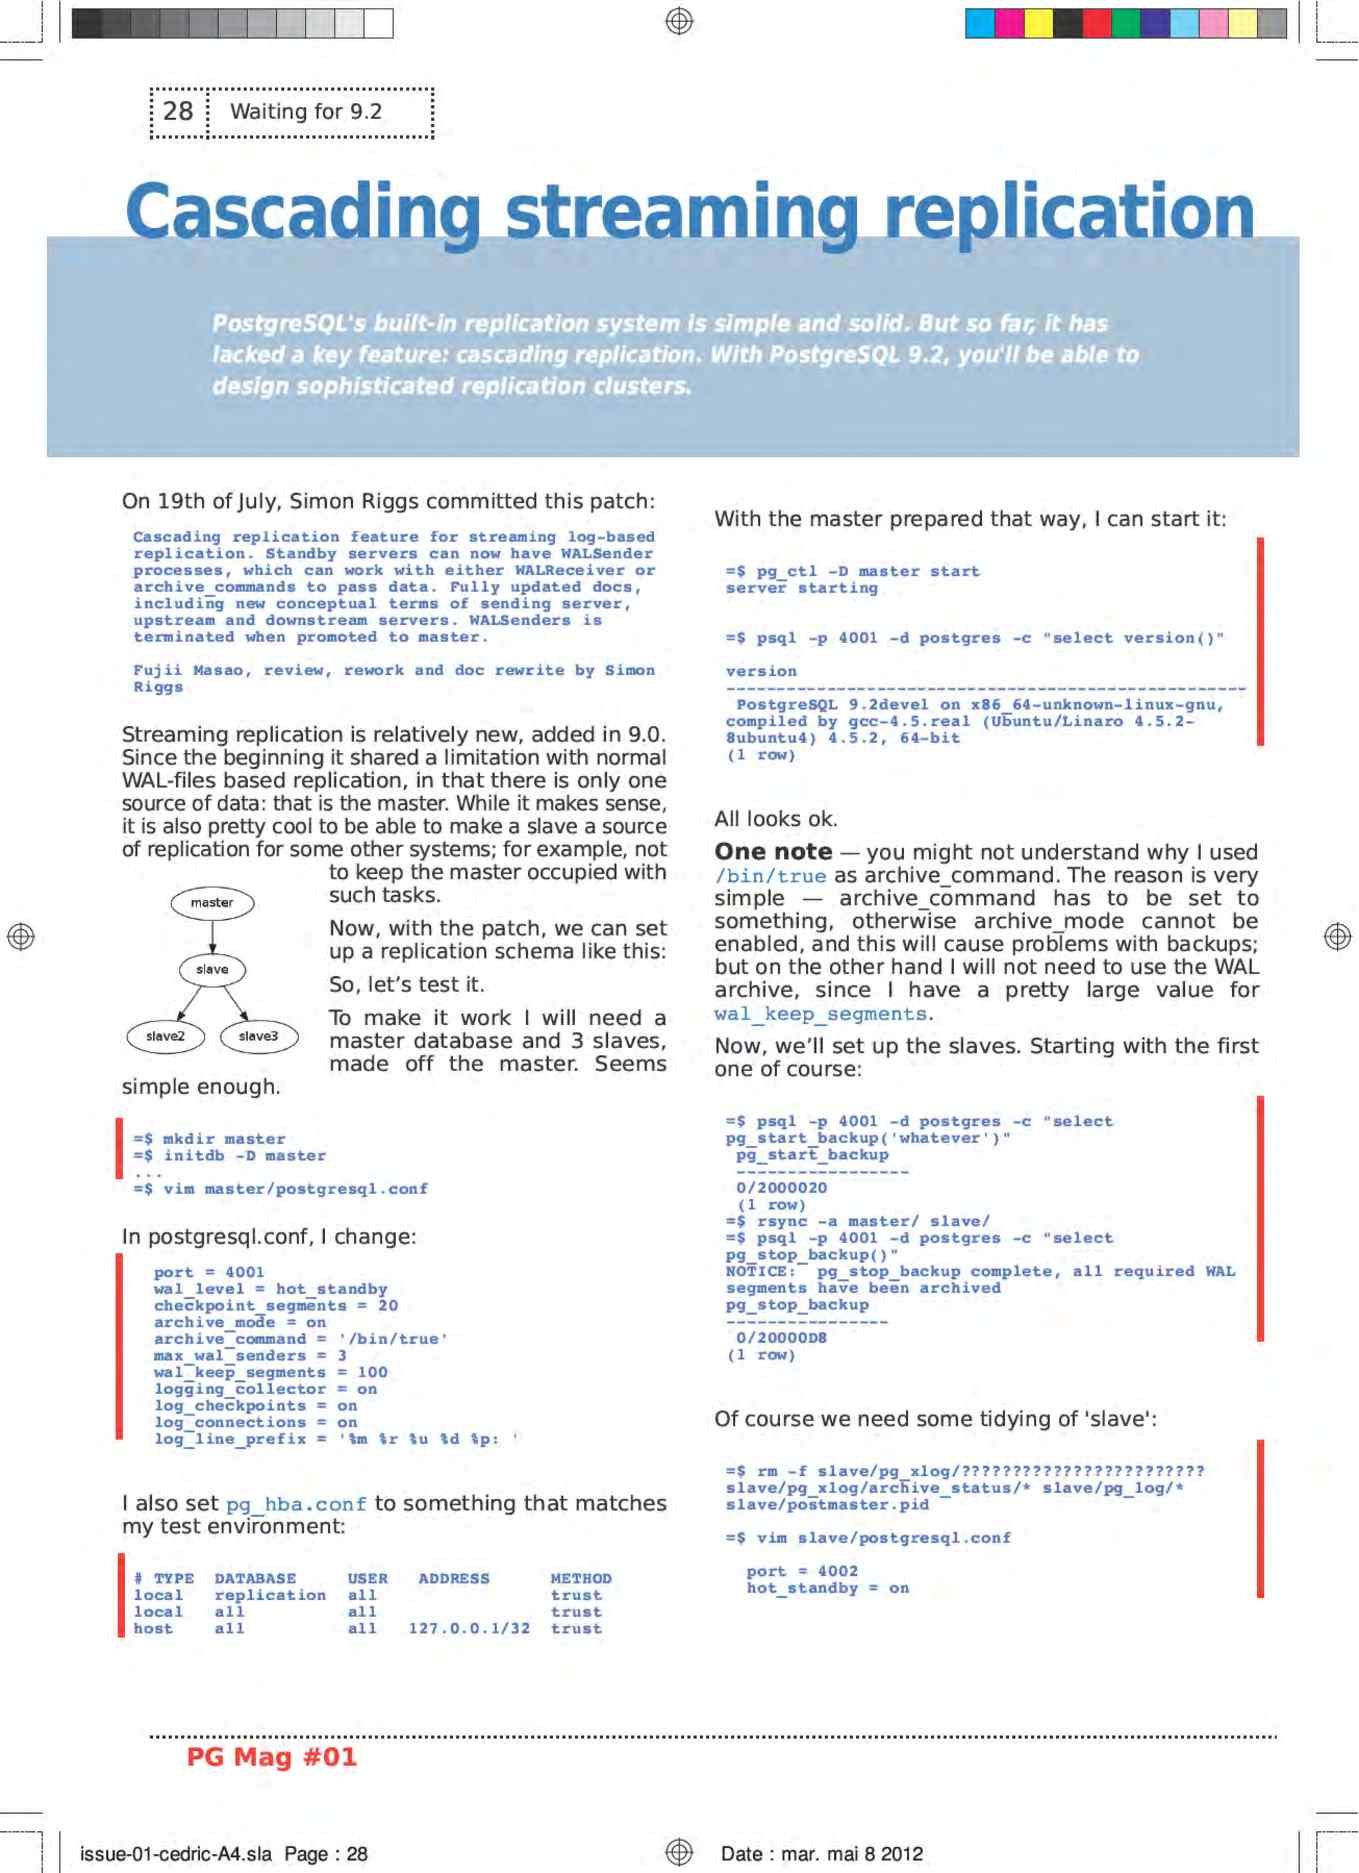 28 Waiting for 9.2
Cascading streaming replication
PostgreSQL's built-in replication system is simple and solid. But so far, it has
lacked a key feature: cascading replication. With PostgreSQL 9.2, you'll be able to
design sophisticated replication clusters.
On 19th of July, Simon Riggs committed this patch:
Cascading replication feature for streaming log-based
replication. Standby servers can now have WALSender
processes, which can work with either WALReceiver or
archive_commands to pass data. Fully updated docs,
including new conceptual terms of sending server,
upstream and downstream servers. WALSenders is
terminated when promoted to master.
Fujii Masao, review, rework and doc rewrite by Simon
Riggs
Streaming replication is relatively new, added in 9.0.
Since the beginning it shared a limitation with normal
WAL-files based replication, in that there is only one
source of data: that is the master. While it makes sense,
it is also pretty cool to be able to make a slave a source
of replication for some other systems; for example, not
to keep the master occupied with
such tasks.
Now, with the patch, we can set
up a replication schema like this:
So, let's test it.
To make it work I will need a
master database and 3 slaves,
made off the master. Seems
simple enough.
master
slave
slave2 slave3
=$ mkdir master
=$ initdb -D master
...
=$ vim master/postgresql.conf
In postgresql.conf, I change:
port = 4001
wal_level = hot_standby
checkpoint_segments = 20
archive_mode = on
archive_command = '/bin/true'
max_wal_senders = 3
wal_keep_segments = 100
logging_collector = on
log_checkpoints = on
log_connections = on
log_line_prefix = '%m %r %u %d %p: '
I also set pg_hba.conf to something that matches
my test environment:
# TYPE DATABASE USER ADDRESS METHOD
local replication all trust
local all all trust
host all all 127.0.0.1/32 trust
With the master prepared that way, I can start it:
=$ pg_ctl -D master start
server starting
=$ psql -p 4001 -d postgres -c "select version()"
version
----------------------------------------------------
PostgreSQL 9.2devel on x86_64-unknown-linux-gnu,
compiled by gcc-4.5.real (Ubuntu/Linaro 4.5.2-
8ubuntu4) 4.5.2, 64-bit
(1 row)
All looks ok.
One note — you might not understand why I used
/bin/true as archive_command. The reason is very
simple — archive_command has to be set to
something, otherwise archive_mode cannot be
enabled, and this will cause problems with backups;
but on the other hand I will not need to use the WAL
archive, since I have a pretty large value for
wal_keep_segments.
Now, we'll set up the slaves. Starting with the first
one of course:
=$ psql -p 4001 -d postgres -c "select
pg_start_backup('whatever')"
pg_start_backup
-----------------
0/2000020
(1 row)
=$ rsync -a master/ slave/
=$ psql -p 4001 -d postgres -c "select
pg_stop_backup()"
NOTICE: pg_stop_backup complete, all required WAL
segments have been archived
pg_stop_backup
----------------
0/20000D8
(1 row)
Of course we need some tidying of 'slave':
=$ rm -f slave/pg_xlog/????????????????????????
slave/pg_xlog/archive_status/* slave/pg_log/*
slave/postmaster.pid
=$ vim slave/postgresql.conf
port = 4002
hot_standby = on
PG Mag #01
issue-01-cedric-A4.sla Page : 28 Date : mar. mai 8 2012